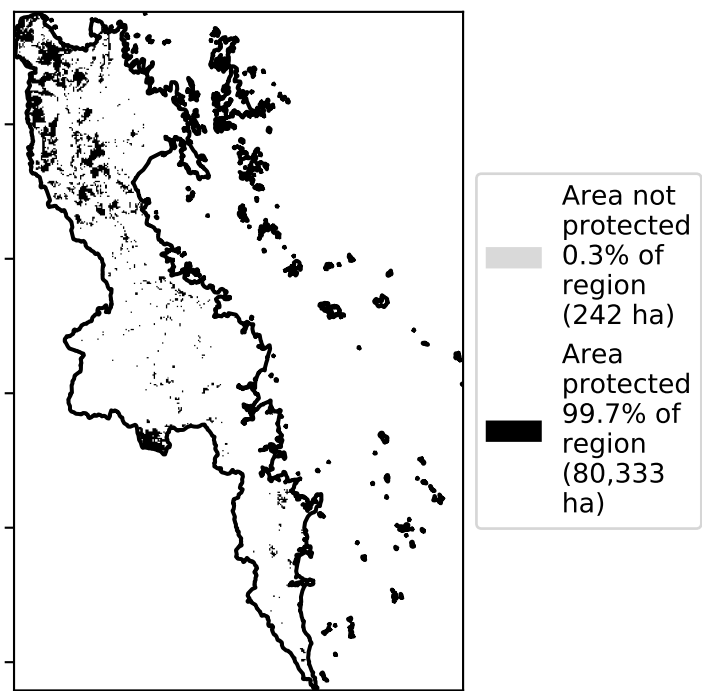 Area not
protected
0.3% of
region
(242 ha)
Area
protected
99.7% of
region
(80,333
ha)